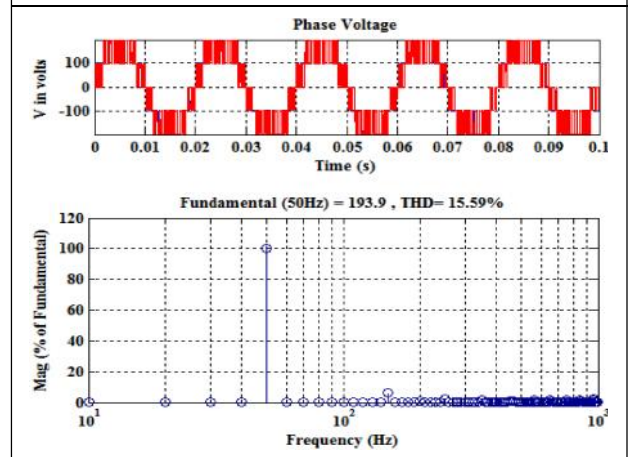 Phase Voltage
V in volts
100
0
-100
0 0.01 0.02 0.03 0.04 0.05 0.06 0.07 0.08 0.09 0.1
Time (s)
Fundamental (50Hz) = 193.9 , THD= 15.59%
Mag (% of Fundamental)
120
100
80
60
40
20
0
10^1 10^2 10^3
Frequency (Hz)